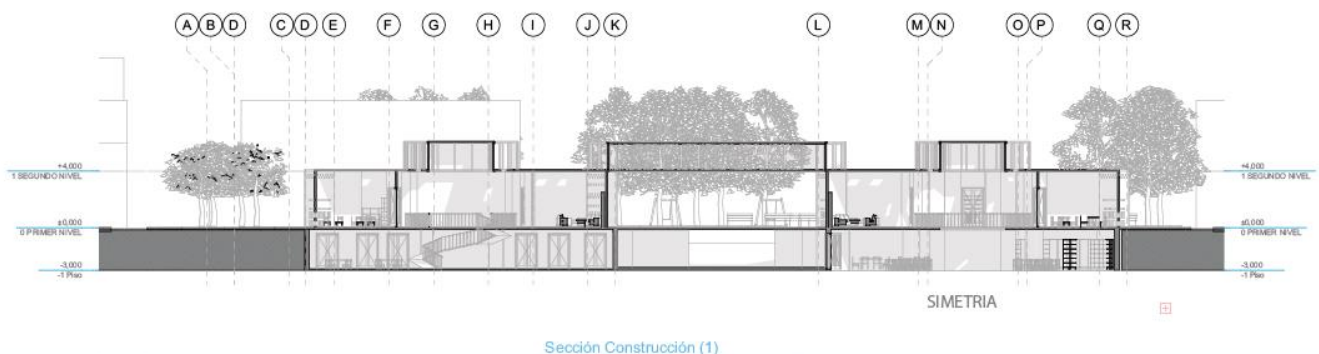 A B D C D E F G H I J K L M N O P Q R
+4,000
1 SEGUNDO NIVEL
±0,000
0 PRIMER NIVEL
-3,000
-1 Piso
+4,000
1 SEGUNDO NIVEL
±0,000
0 PRIMER NIVEL
-3,000
-1 Piso
SIMETRIA
Sección Construcción (1)